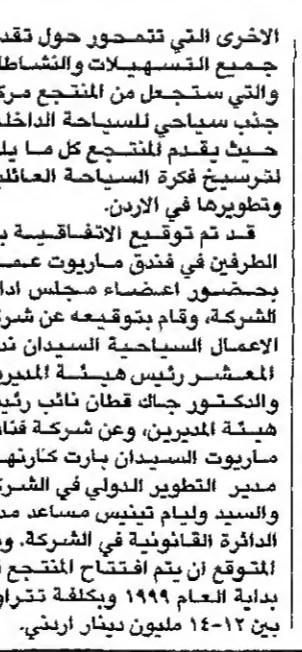 الاخرى التي تتمحور حول تقد
جميع التسهيلات والنشاطا
والتي ستجعل من المنتجع مرك
جنب سياحي للسياحة الداخل
حيث يقدم المنتجع كل ما يل
لترسيخ فكرة السياحة العائل
وتطويرها في الاردن.
قد تم توقيع الاتفاقية ب
الطرفين في فندق ماريوت عم
بحضور اعضاء مجلس ادا
الشركة، وقام بتوقيعه عن شر
الاعمال السياحية السيدان ند
المعشر رئيس هيئة المدير
والدكتور جاك قطان نائب رئي
هيئة المديرين، وعن شركة فنا
ماريوت السيدان بارت كارنه
مدير التطوير الدولي في الشر
والسيد وليام تينيس مساعد مد
الدائرة القانونية في الشركة. و
المتوقع ان يتم افتتاح المنتجع
بداية العام ١٩٩٩ وبكلفة تتراو
بين ١٢-١٤ مليون دينار اردني.